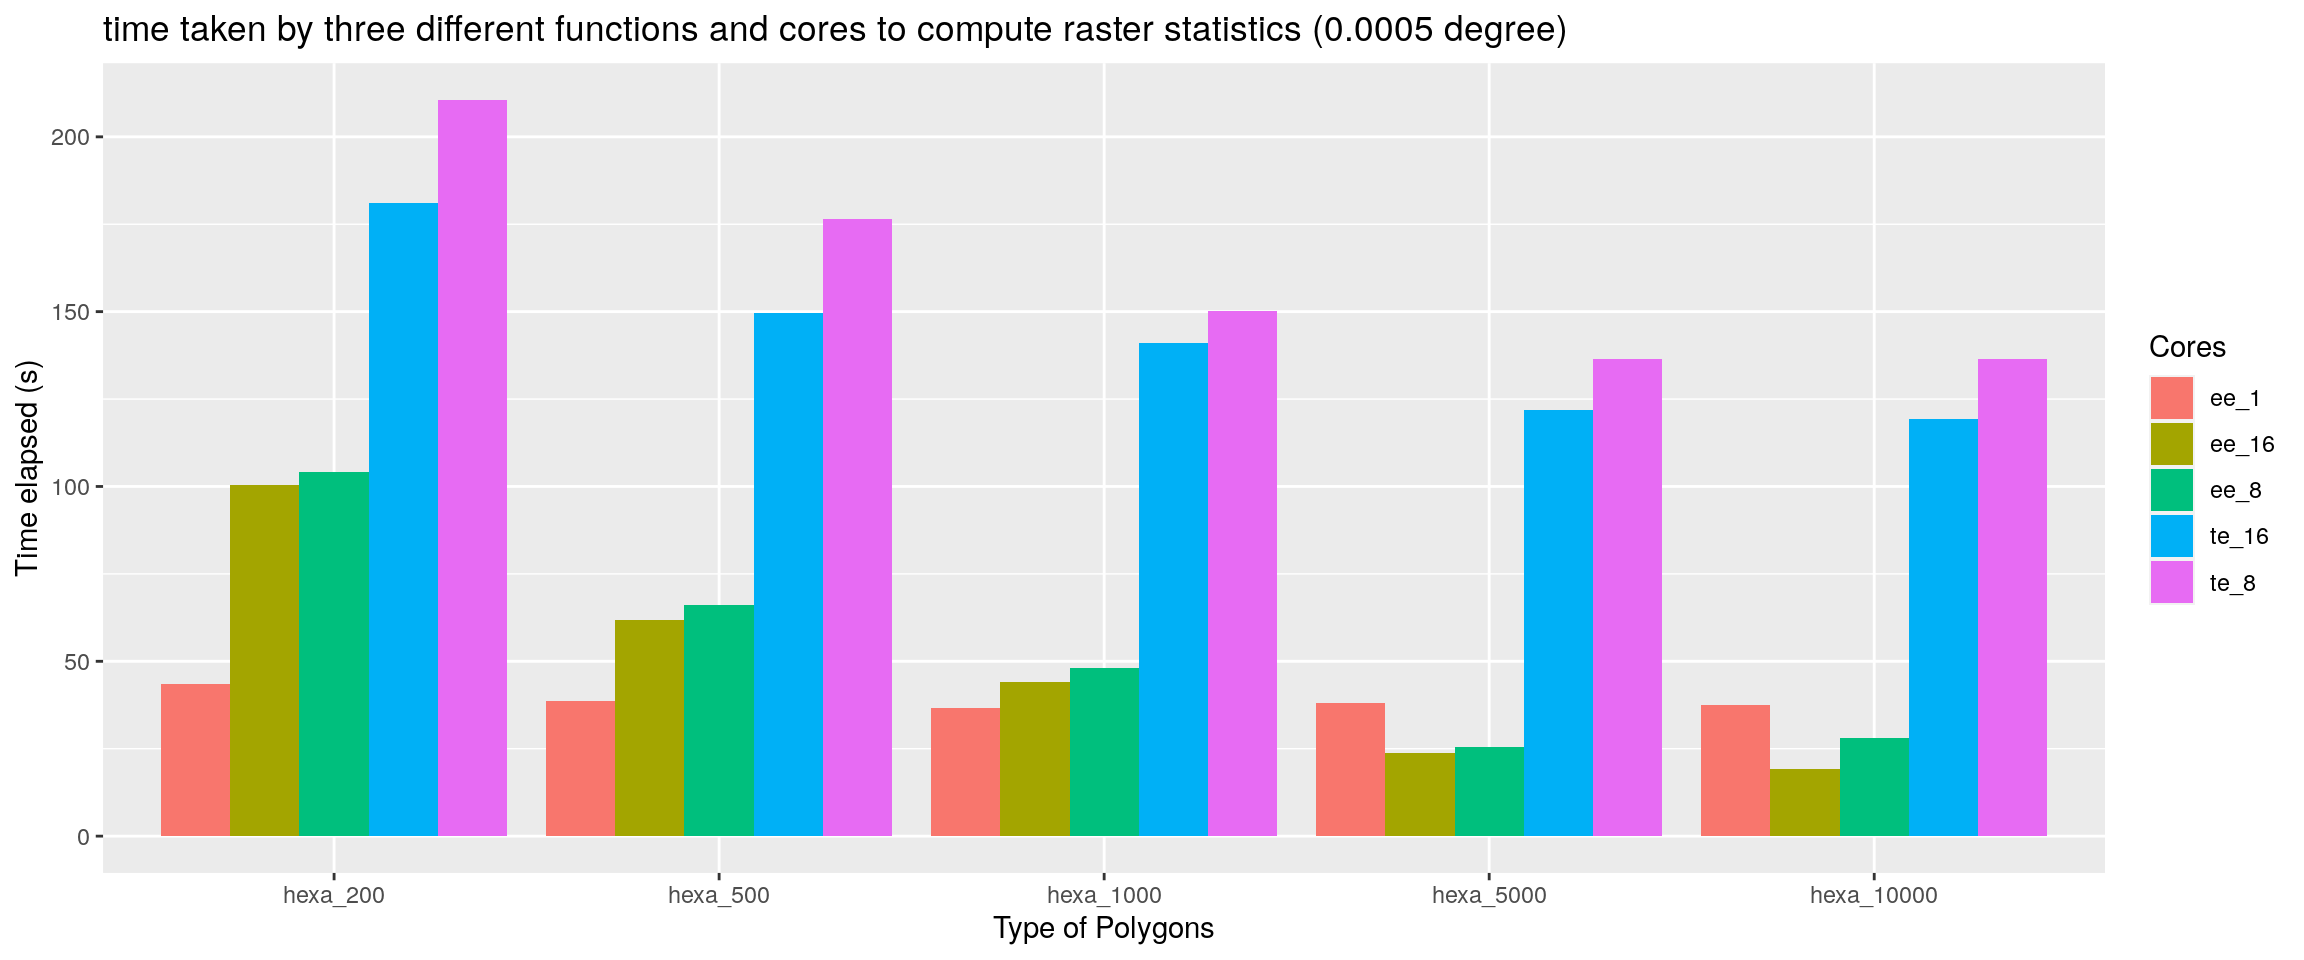 time taken by three different functions and cores to compute raster statistics (0.0005 degree)
Time elapsed (s)
200
150
100
50
0
hexa_200
hexa_500
hexa_1000
hexa_5000
hexa_10000
Type of Polygons
Cores
ee_1
ee_16
ee_8
te_16
te_8